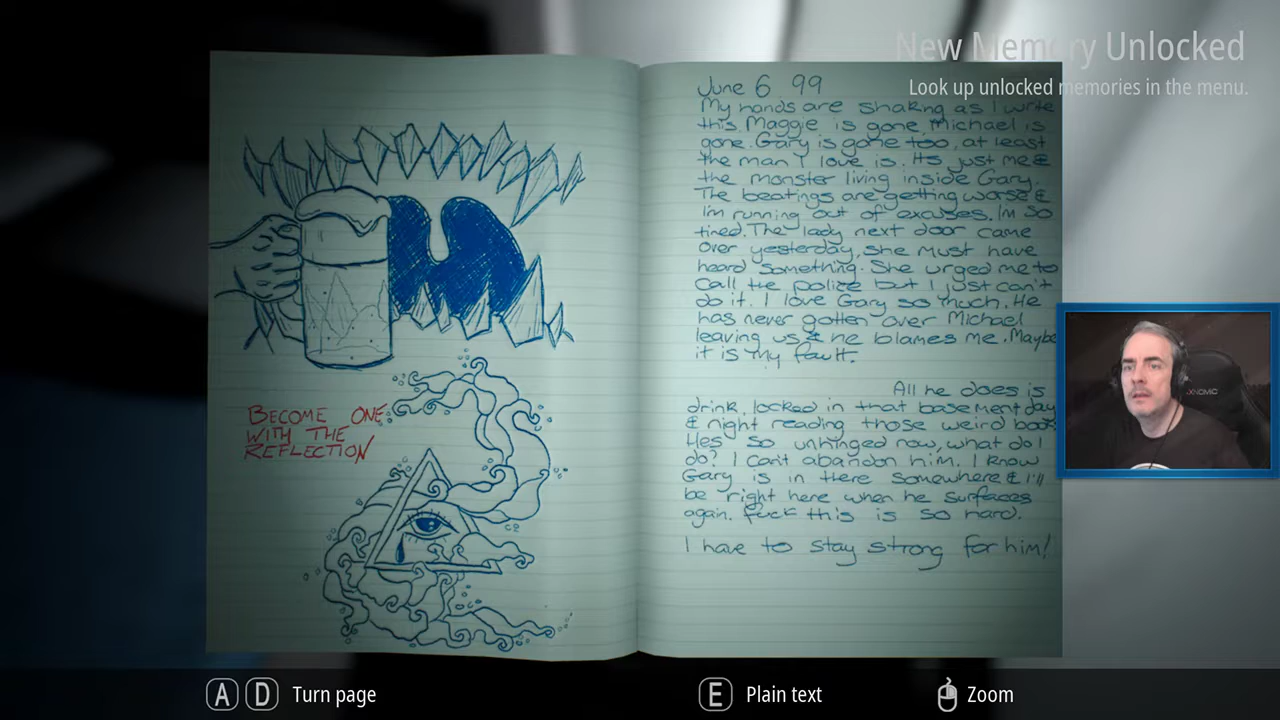 New Memory Unlocked
Look up unlocked memories in the menu.
BECOME ONE
WITH THE
REFLECTION
June 6 99
My hands are shaking as I write
this. Maggie is gone, Michael is
gone. Gary is gone too, at least
the man I love is. Its just me &
the monster living inside Gary.
The beatings are getting worse &
I'm running out of excuses. Im so
tired. The lady next door came
over yesterday, she must have
heard something. She urged me to
call the police but I just can't
do it. I love Gary so much. He
has never gotten over Michael
leaving us & he blames me. Maybe
it is my fault.
All he does is
drink, locked in that basement day
& night reading those weird books
Hes so unhinged now, what do I
do? I can't abandon him. I know
Gary is in there somewhere & I'll
be right here when he surfaces
again. Fuck this is so hard.
I have to stay strong for him!
XNOMIC
A D Turn page
E Plain text
Zoom